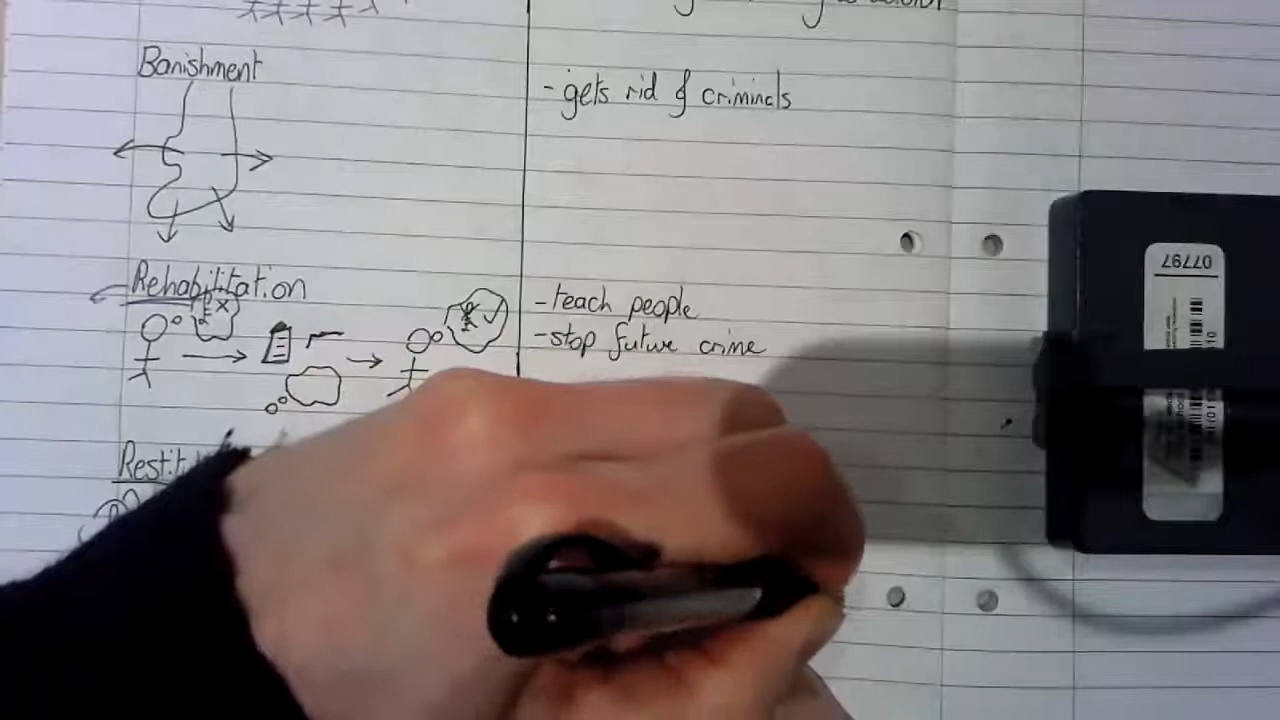 Banishment
- gets rid of criminals
Rehabilitation
- teach people
- stop future crime
07797